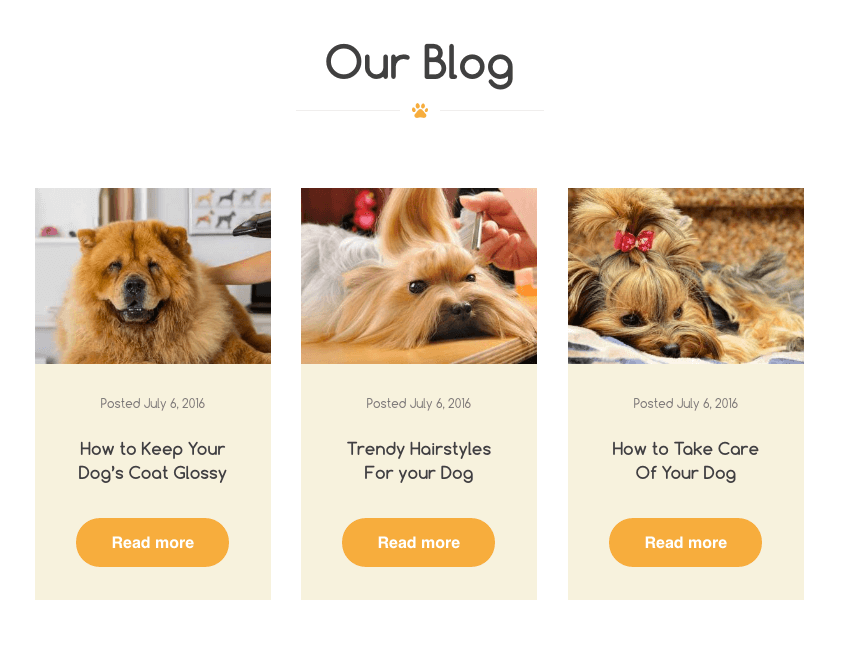 Our Blog
Posted July 6, 2016
How to Keep Your
Dog's Coat Glossy
Read more
Posted July 6, 2016
Trendy Hairstyles
For your Dog
Read more
Posted July 6, 2016
How to Take Care
Of Your Dog
Read more